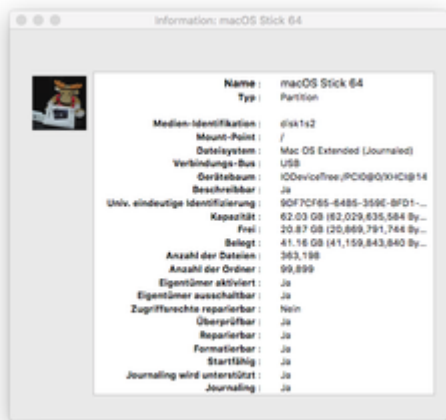 Information: macOS Stick 64
Name : macOS Stick 64
Typ : Partition
Medien-Identifikation : disk1s2
Mount-Point : /
Dateisystem : Mac OS Extended (Journaled)
Verbindungs-Bus : USB
Gerätebaum : IODeviceTree:/PCI0@0/XHC1@14
Beschreibbar : Ja
Univ. eindeutige Identifizierung : 9DF7CF65-6485-359E-BFD1-...
Kapazität : 62.03 GB (62,029,635,584 By...
Frei : 20.87 GB (20,869,791,744 By...
Belegt : 41.16 GB (41,159,843,840 By...
Anzahl der Dateien : 363,198
Anzahl der Ordner : 99,899
Eigentümer aktiviert : Ja
Eigentümer ausschaltbar : Ja
Zugriffsrechte reparierbar : Nein
Überprüfbar : Ja
Reparierbar : Ja
Formatierbar : Ja
Startfähig : Ja
Journaling wird unterstützt : Ja
Journaling : Ja